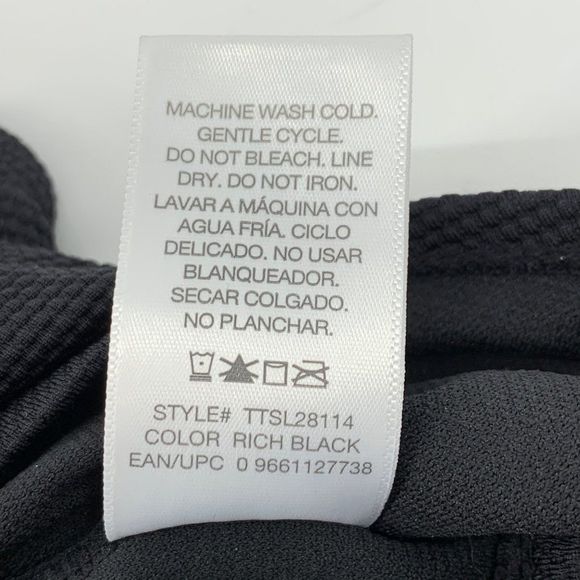 MACHINE WASH COLD.
GENTLE CYCLE.
DO NOT BLEACH. LINE
DRY. DO NOT IRON.
LAVAR A MÁQUINA CON
AGUA FRÍA. CICLO
DELICADO. NO USAR
BLANQUEADOR.
SECAR COLGADO.
NO PLANCHAR.
STYLE# TTSL28114
COLOR RICH BLACK
EAN/UPC 0 9661127738